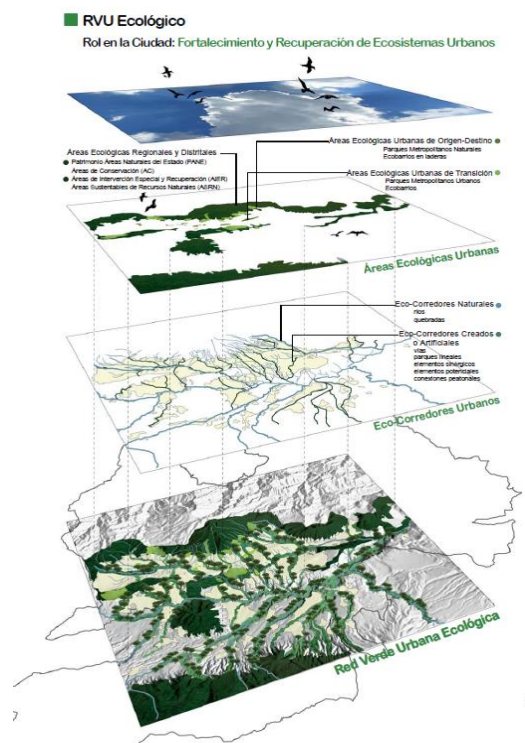 RVU Ecológico
Rol en la Ciudad: Fortalecimiento y Recuperación de Ecosistemas Urbanos
Áreas Ecológicas Regionales y Distritales
Patrimonio Áreas Naturales del Estado (PANE)
Áreas de Conservación (AC)
Áreas de Intervención Especial y Recuperación (AIER)
Áreas Sustentables de Recursos Naturales (ASRN)
Áreas Ecológicas Urbanas de Origen-Destino
Parques Metropolitanos Naturales
Ecobarrios en laderas
Áreas Ecológicas Urbanas de Transición
Parques Metropolitanos Urbanos
Ecobarrios
Áreas Ecológicas Urbanas
Eco-Corredores Naturales
ríos
quebradas
Eco-Corredores Creados
o Artificiales
vías
parques lineales
elementos sinérgicos
elementos potenciales
conexiones peatonales
Eco-Corredores Urbanos
Red Verde Urbana Ecológica